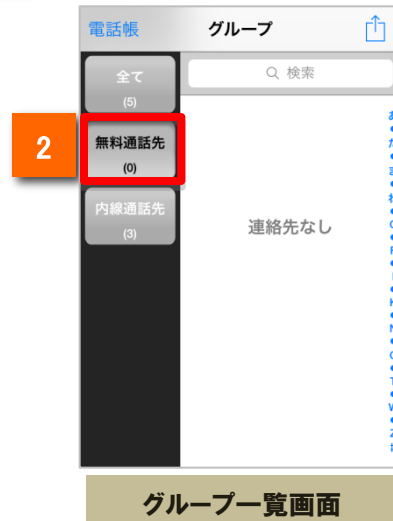 電話帳 グループ
全て
(5)
検索
2
無料通話先
(0)
内線通話先
(3)
連絡先なし
グループ一覧画面